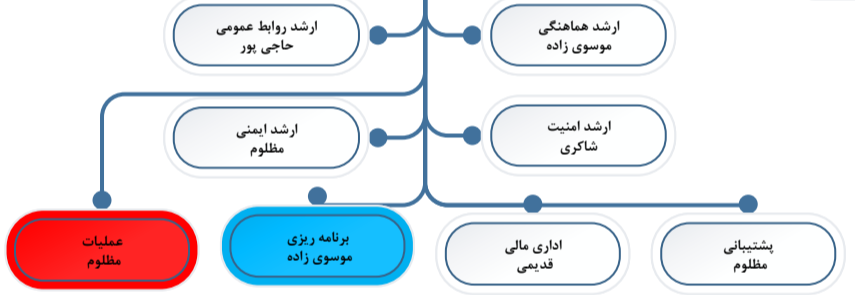 ارشد هماهنگی
موسوی زاده
ارشد روابط عمومی
حاجی پور
ارشد امنیت
شاکری
ارشد ایمنی
مظلوم
پشتیبانی
مظلوم
اداری مالی
قدیمی
برنامه ریزی
موسوی زاده
عملیات
مظلوم